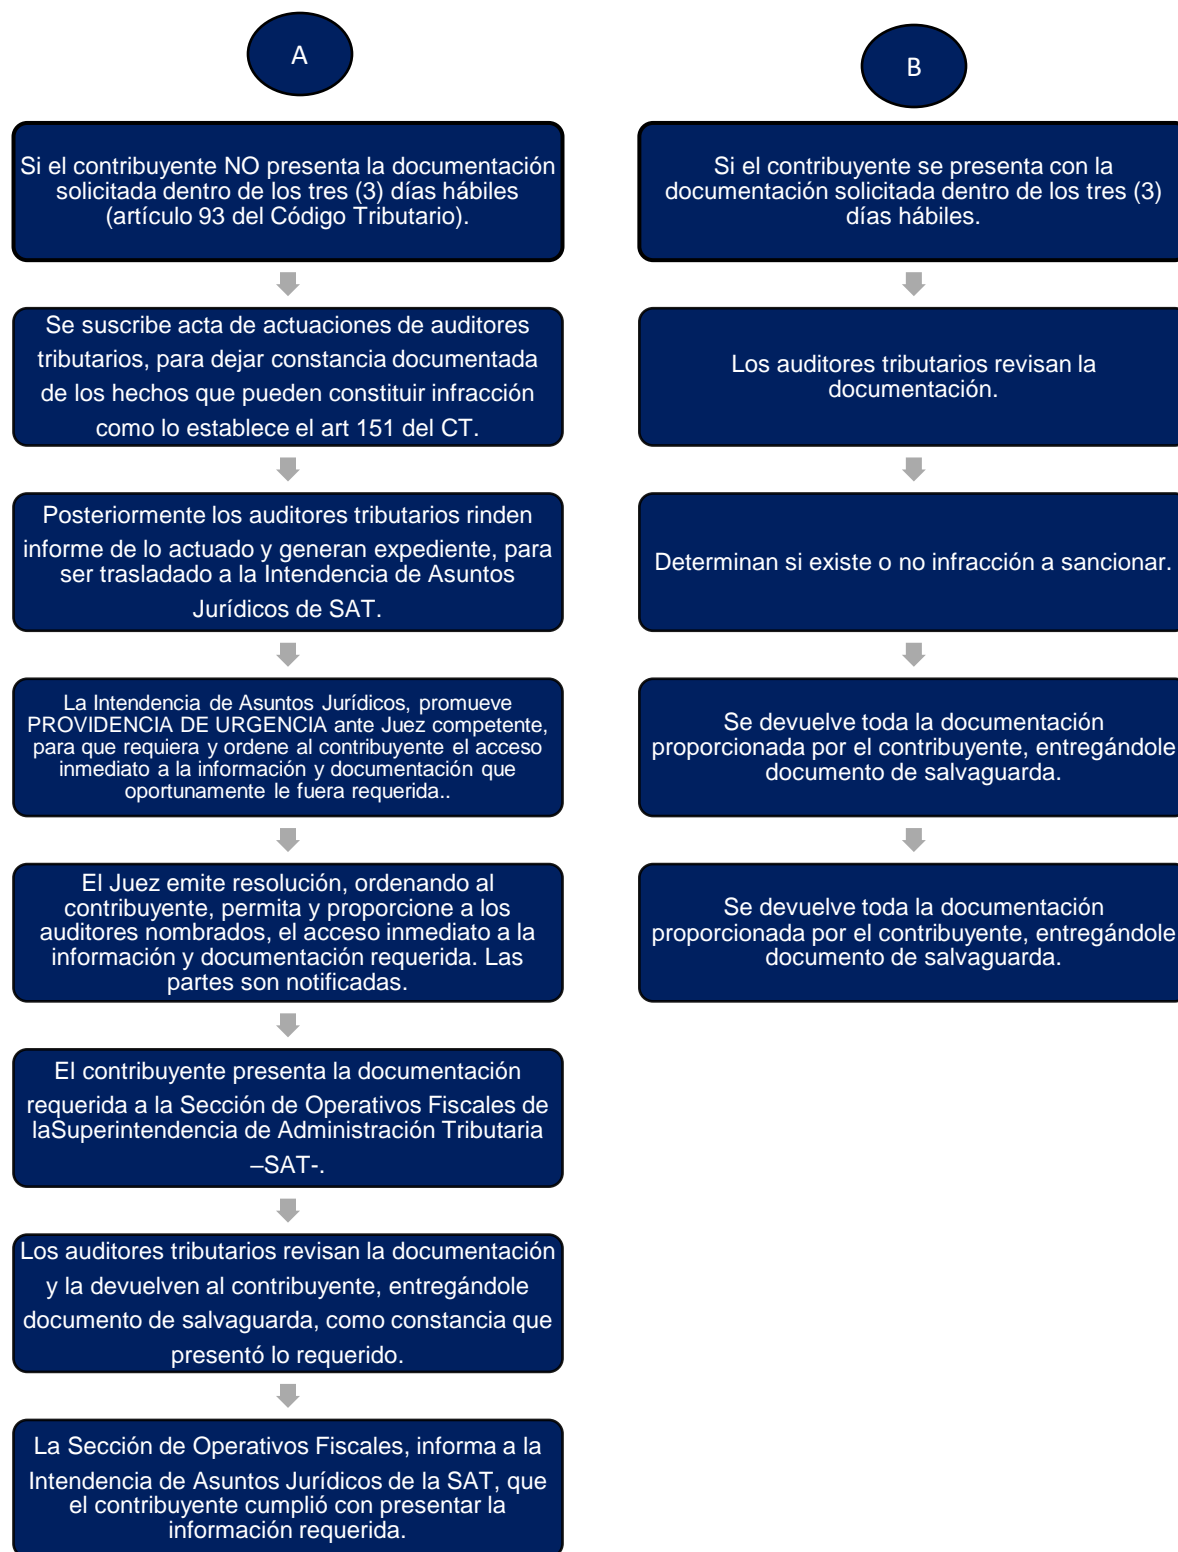 A
Si el contribuyente NO presenta la documentación
solicitada dentro de los tres (3) días hábiles
(artículo 93 del Código Tributario).
Se suscribe acta de actuaciones de auditores
tributarios, para dejar constancia documentada
de los hechos que pueden constituir infracción
como lo establece el art 151 del CT.
Posteriormente los auditores tributarios rinden
informe de lo actuado y generan expediente, para
ser trasladado a la Intendencia de Asuntos
Jurídicos de SAT.
La Intendencia de Asuntos Jurídicos, promueve
PROVIDENCIA DE URGENCIA ante Juez competente,
para que requiera y ordene al contribuyente el acceso
inmediato a la información y documentación que
oportunamente le fuera requerida..
El Juez emite resolución, ordenando al
contribuyente, permita y proporcione a los
auditores nombrados, el acceso inmediato a la
información y documentación requerida. Las
partes son notificadas.
El contribuyente presenta la documentación
requerida a la Sección de Operativos Fiscales de
laSuperintendencia de Administración Tributaria
–SAT-.
Los auditores tributarios revisan la documentación
y la devuelven al contribuyente, entregándole
documento de salvaguarda, como constancia que
presentó lo requerido.
La Sección de Operativos Fiscales, informa a la
Intendencia de Asuntos Jurídicos de la SAT, que
el contribuyente cumplió con presentar la
información requerida.
B
Si el contribuyente se presenta con la
documentación solicitada dentro de los tres (3)
días hábiles.
Los auditores tributarios revisan la
documentación.
Determinan si existe o no infracción a sancionar.
Se devuelve toda la documentación
proporcionada por el contribuyente, entregándole
documento de salvaguarda.
Se devuelve toda la documentación
proporcionada por el contribuyente, entregándole
documento de salvaguarda.